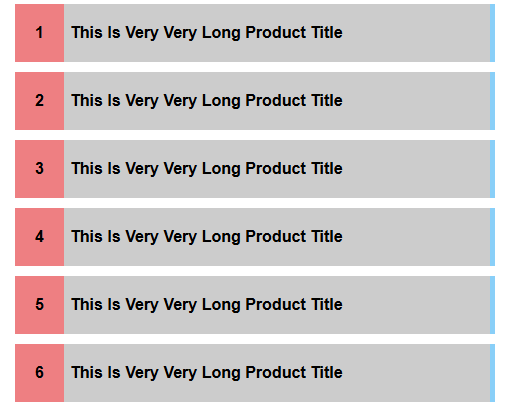 1 This Is Very Very Long Product Title
2 This Is Very Very Long Product Title
3 This Is Very Very Long Product Title
4 This Is Very Very Long Product Title
5 This Is Very Very Long Product Title
6 This Is Very Very Long Product Title